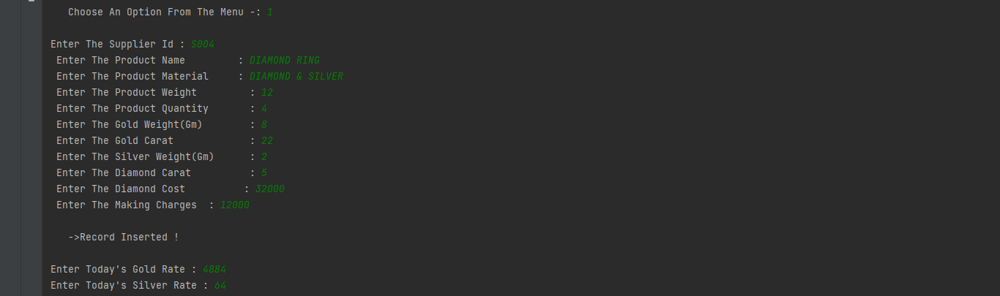 Choose An Option From The Menu -: 1
Enter The Supplier Id : S004
Enter The Product Name : DIAMOND RING
Enter The Product Material : DIAMOND & SILVER
Enter The Product Weight : 12
Enter The Product Quantity : 4
Enter The Gold Weight(Gm) : 8
Enter The Gold Carat : 22
Enter The Silver Weight(Gm) : 2
Enter The Diamond Carat : 5
Enter The Diamond Cost : 32000
Enter The Making Charges : 12000
->Record Inserted !
Enter Today's Gold Rate : 4884
Enter Today's Silver Rate : 64